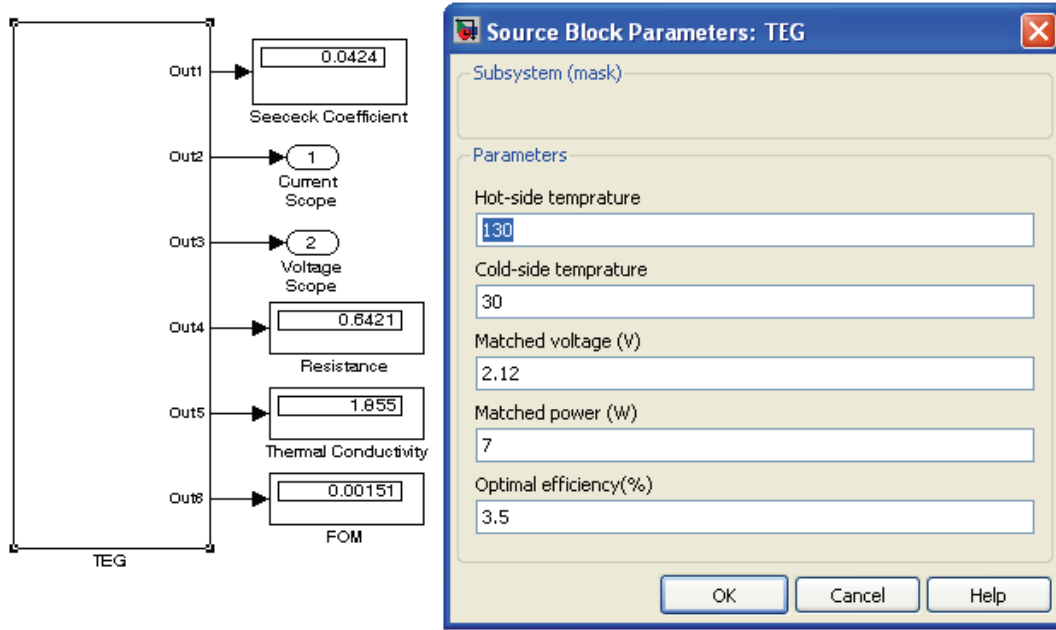 Out1
0.0424
Seececk Coefficient
Out2
1
Current
Scope
Out3
2
Voltage
Scope
Out4
0.6421
Resistance
Out5
1.855
Thermal Conductivity
Out6
0.00151
FOM
TEG
Source Block Parameters: TEG
Subsystem (mask)
Parameters
Hot-side temprature
130
Cold-side temprature
30
Matched voltage (V)
2.12
Matched power (W)
7
Optimal efficiency(%)
3.5
OK
Cancel
Help